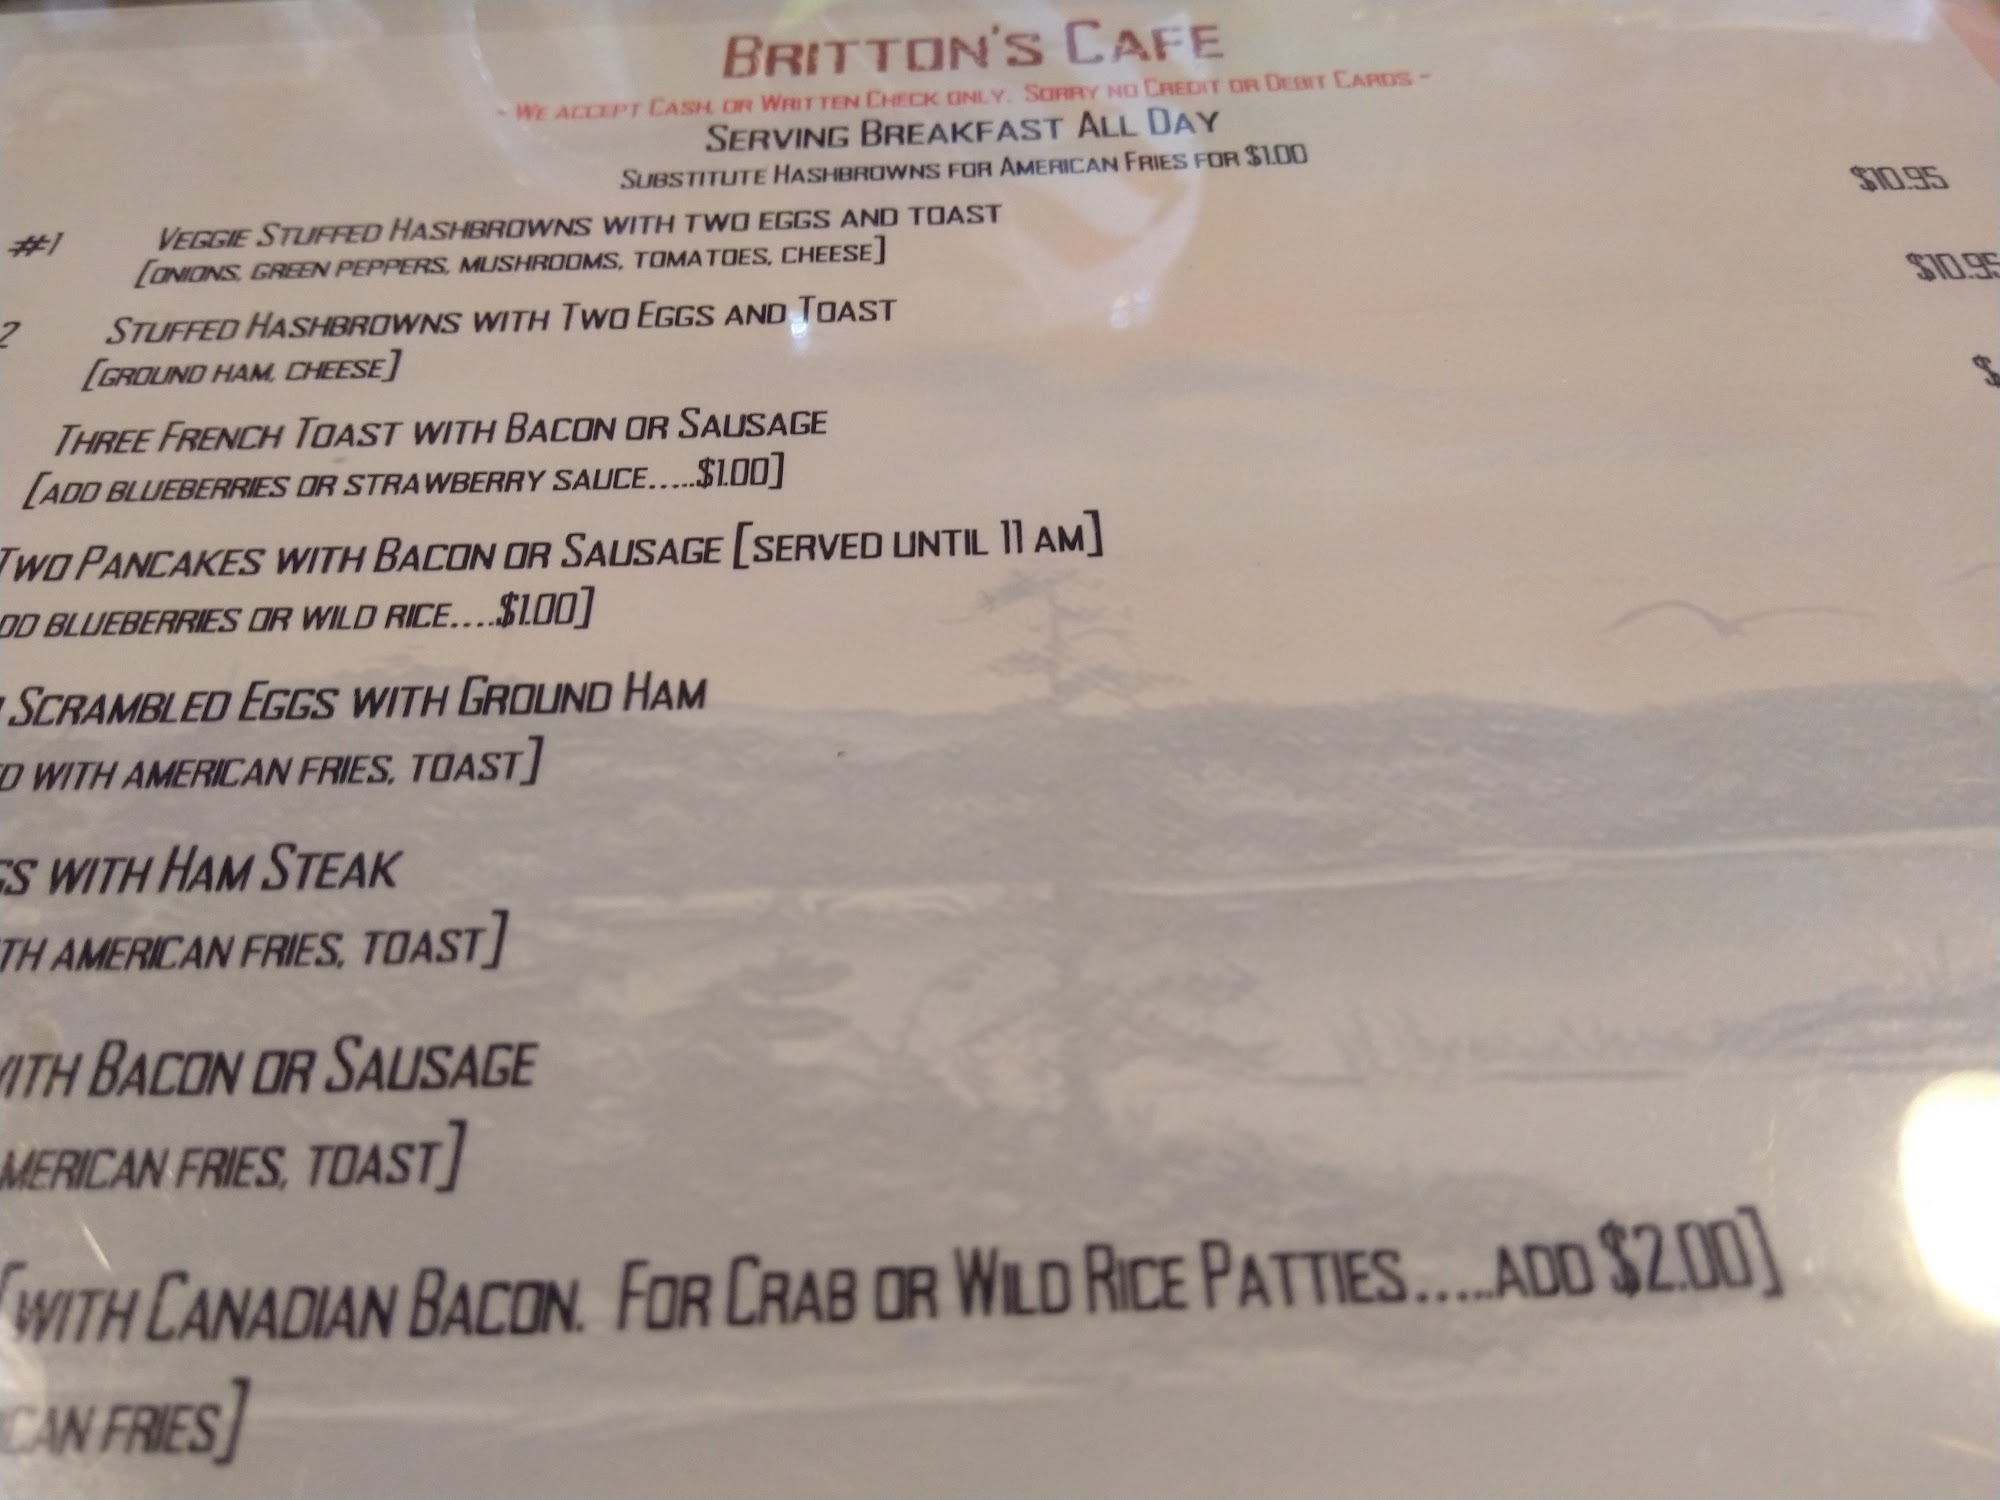 Britton's Cafe
- We accept Cash, or Written Check only. Sorry no Credit or Debit Cards -
Serving Breakfast All Day
Substitute Hashbrowns for American Fries for $1.00
#1 Veggie Stuffed Hashbrowns with two eggs and toast $10.95
[onions, green peppers, mushrooms, tomatoes, cheese]
2 Stuffed Hashbrowns with Two Eggs and Toast $10.95
[ground ham, cheese]
Three French Toast with Bacon or Sausage $
[add blueberries or strawberry sauce.....$1.00]
Two Pancakes with Bacon or Sausage [served until 11 am]
dd blueberries or wild rice....$1.00]
Scrambled Eggs with Ground Ham
d with american fries, toast]
gs with Ham Steak
th american fries, toast]
with Bacon or Sausage
merican fries, toast]
[with Canadian Bacon. For Crab or Wild Rice Patties.....add $2.00]
can fries]